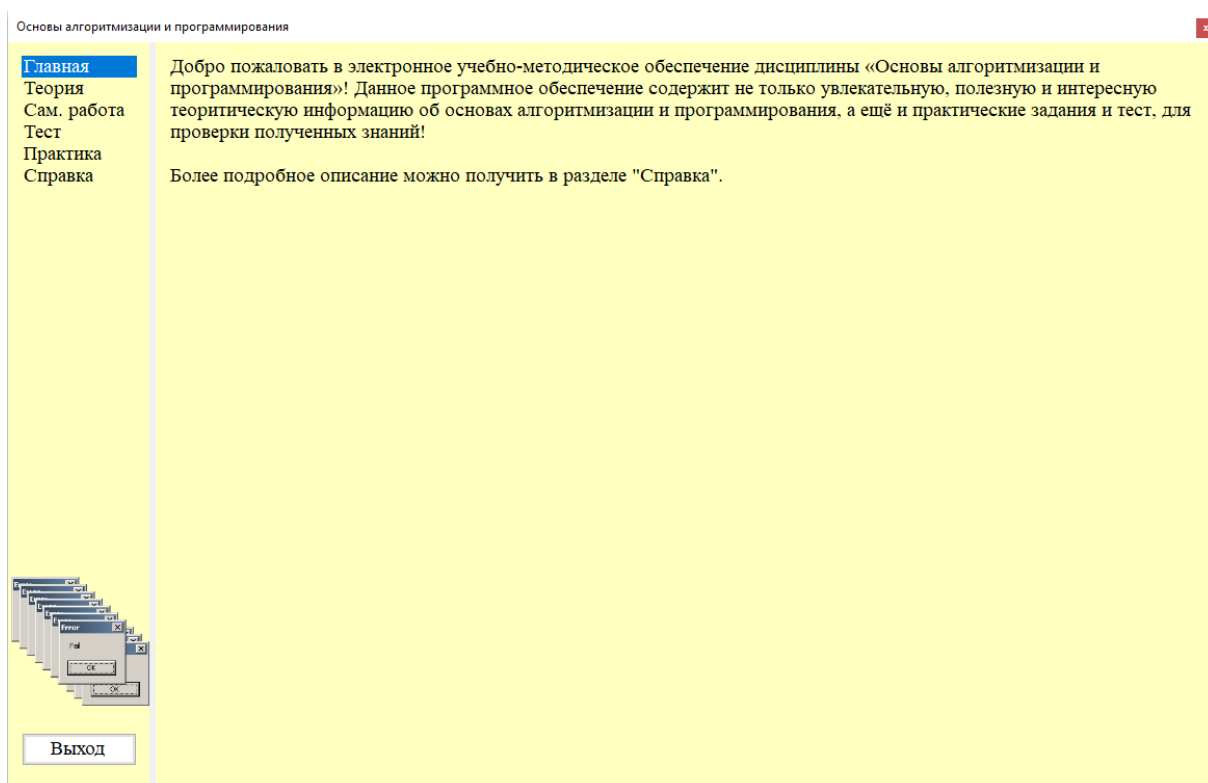 Основы алгоритмизации и программирования
Главная
Теория
Сам. работа
Тест
Практика
Справка
Добро пожаловать в электронное учебно-методическое обеспечение дисциплины «Основы алгоритмизации и
программирования»! Данное программное обеспечение содержит не только увлекательную, полезную и интересную
теоритическую информацию об основах алгоритмизации и программирования, а ещё и практические задания и тест, для
проверки полученных знаний!
Более подробное описание можно получить в разделе "Справка".
Error
Fail
OK
OK
Выход